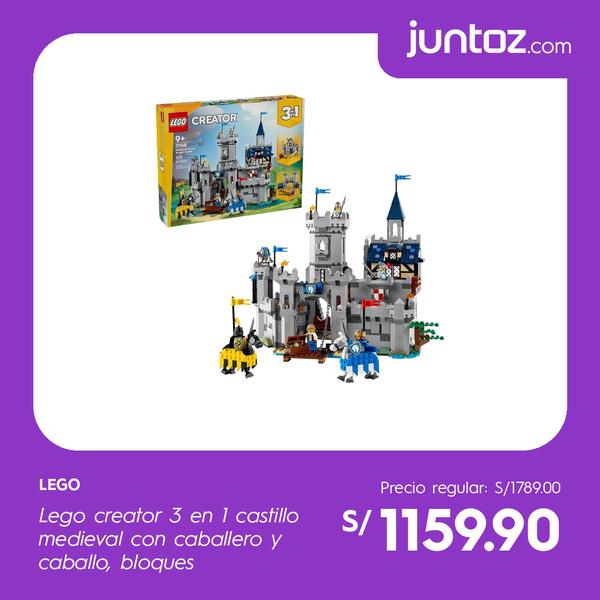 juntoz.com
LEGO CREATOR
3in1
9+
31168
LEGO
Precio regular: S/1789.00
Lego creator 3 en 1 castillo
medieval con caballero y
caballo, bloques
S/1159.90